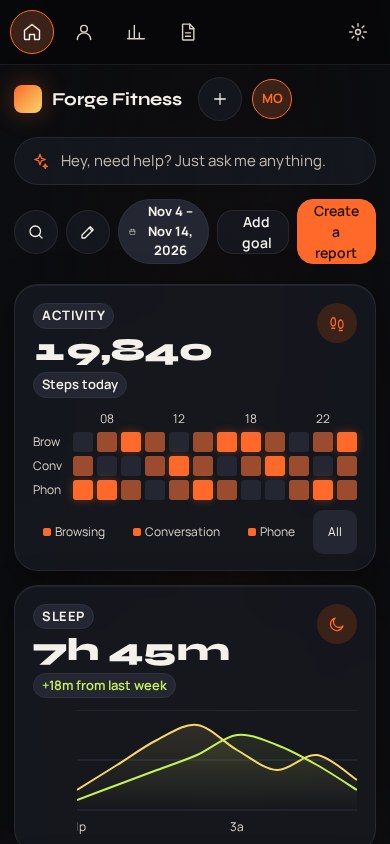 Forge Fitness
MO
Hey, need help? Just ask me anything.
Nov 4 –
Nov 14,
2026
Add
goal
Create
a
report
ACTIVITY
19,840
Steps today
08 12 18 22
Brow
Conv
Phon
Browsing Conversation Phone All
SLEEP
7h 45m
+18m from last week
3a